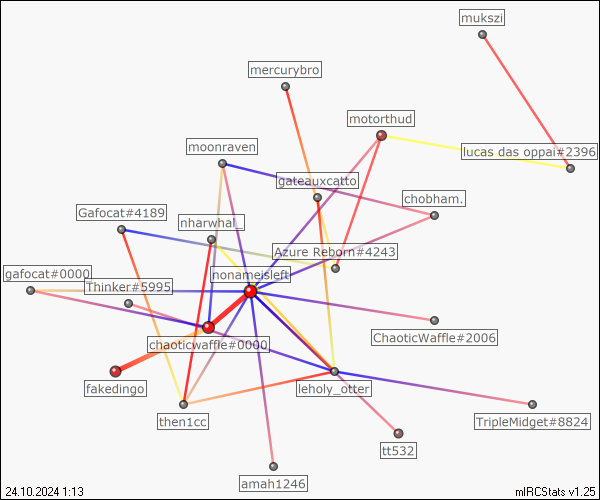 mukszi
mercurybro
motorthud
moonraven
lucas das oppai#2396
gateauxcatto
chobham.
Gafocat#4189
nharwhal_
Azure Reborn#4243
gafocat#0000
nonameisleft
Thinker#5995
chaoticwaffle#0000
ChaoticWaffle#2006
fakedingo
leholy_otter
then1cc
TripleMidget#8824
tt532
amah1246
24.10.2024 1:13
mIRCStats v1.25